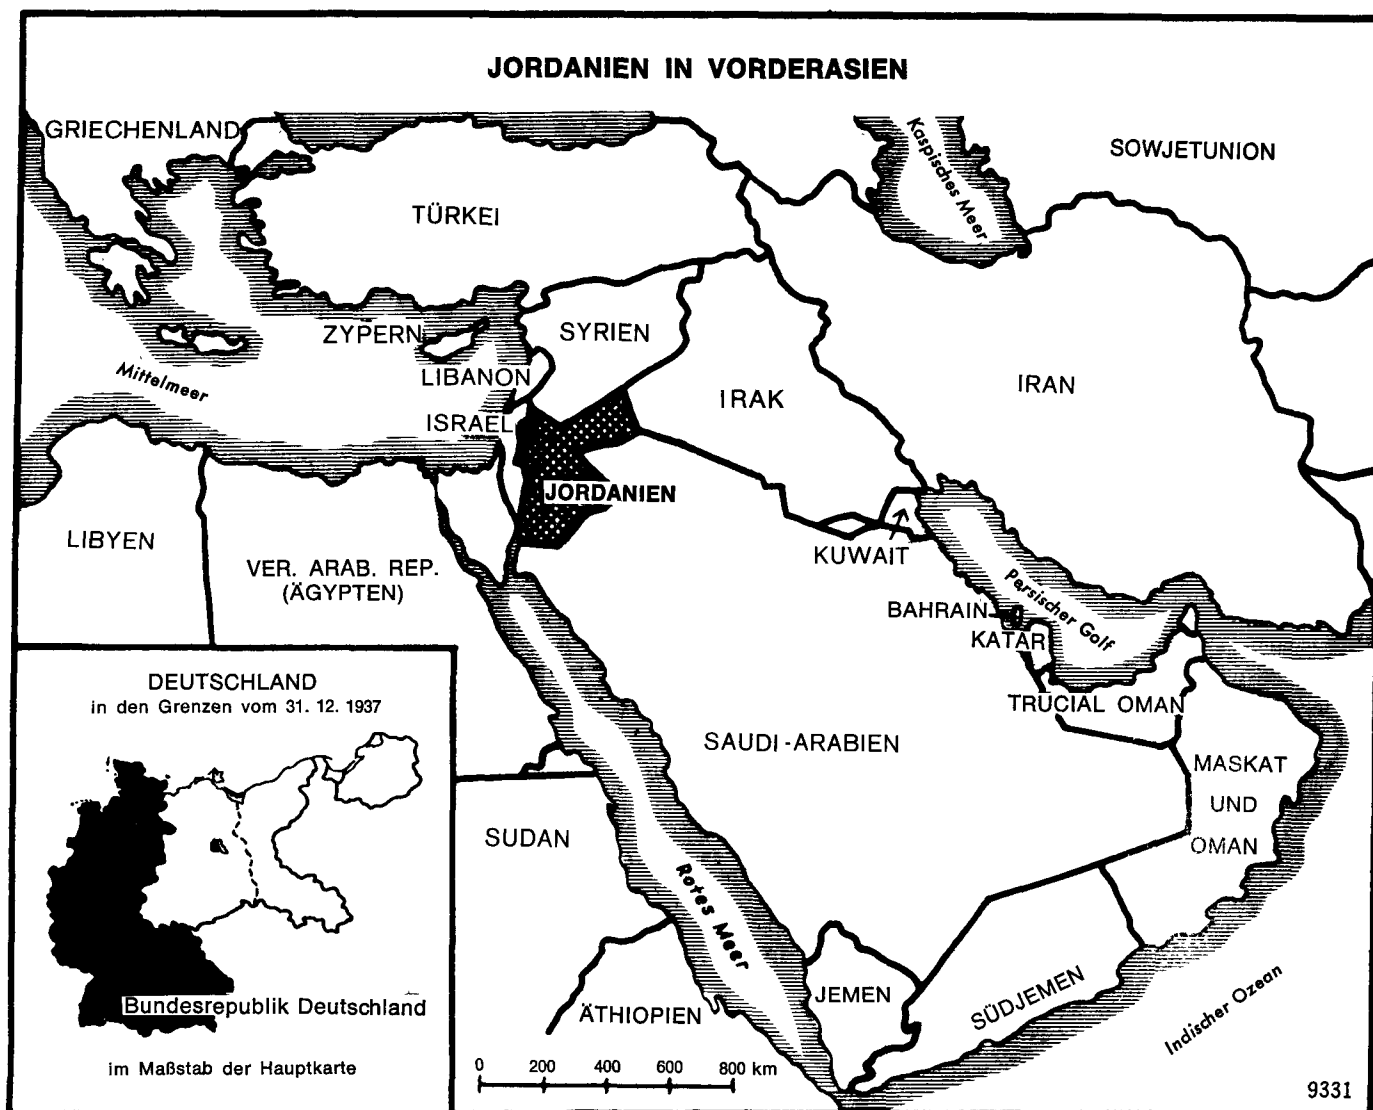 JORDANIEN IN VORDERASIEN
GRIECHENLAND
Kaspisches Meer
SOWJETUNION
TÜRKEI
ZYPERN
SYRIEN
Mittelmeer
LIBANON
IRAK
IRAN
ISRAEL
JORDANIEN
LIBYEN
KUWAIT
VER. ARAB. REP.
(ÄGYPTEN)
Persischer Golf
BAHRAIN
KATAR
TRUCIAL OMAN
SAUDI-ARABIEN
MASKAT
UND
OMAN
SUDAN
Rotes Meer
JEMEN
SÜDJEMEN
ÄTHIOPIEN
Indischer Ozean
0 200 400 600 800 km
9331
DEUTSCHLAND
in den Grenzen vom 31. 12. 1937
Bundesrepublik Deutschland
im Maßstab der Hauptkarte